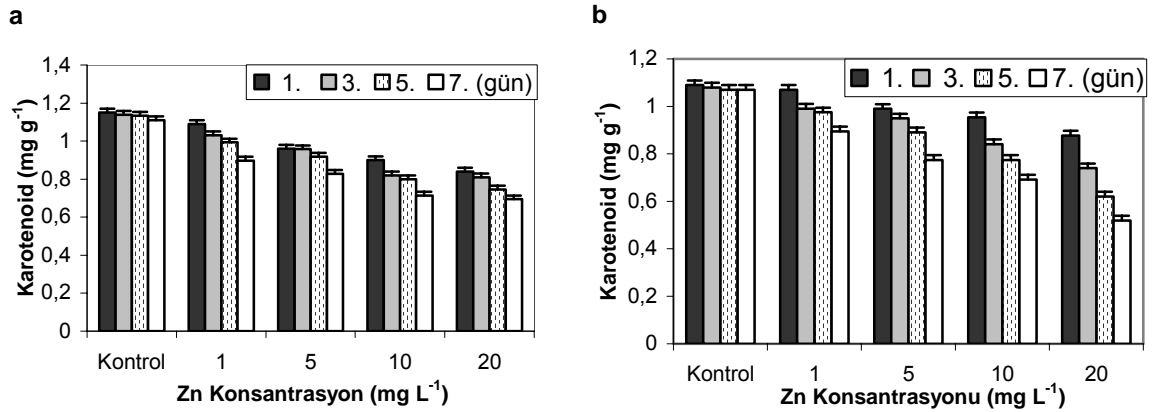 a
1,4
1,2
1
0,8
0,6
0,4
0,2
0
Karotenoid (mg g-1)
1. 3. 5. 7. (gün)
Kontrol 1 5 10 20
Zn Konsantrasyon (mg L-1)
b
1,2
1
0,8
0,6
0,4
0,2
0
Karotenoid (mg g-1)
1. 3. 5. 7. (gün)
Kontrol 1 5 10 20
Zn Konsantrasyonu (mg L-1)